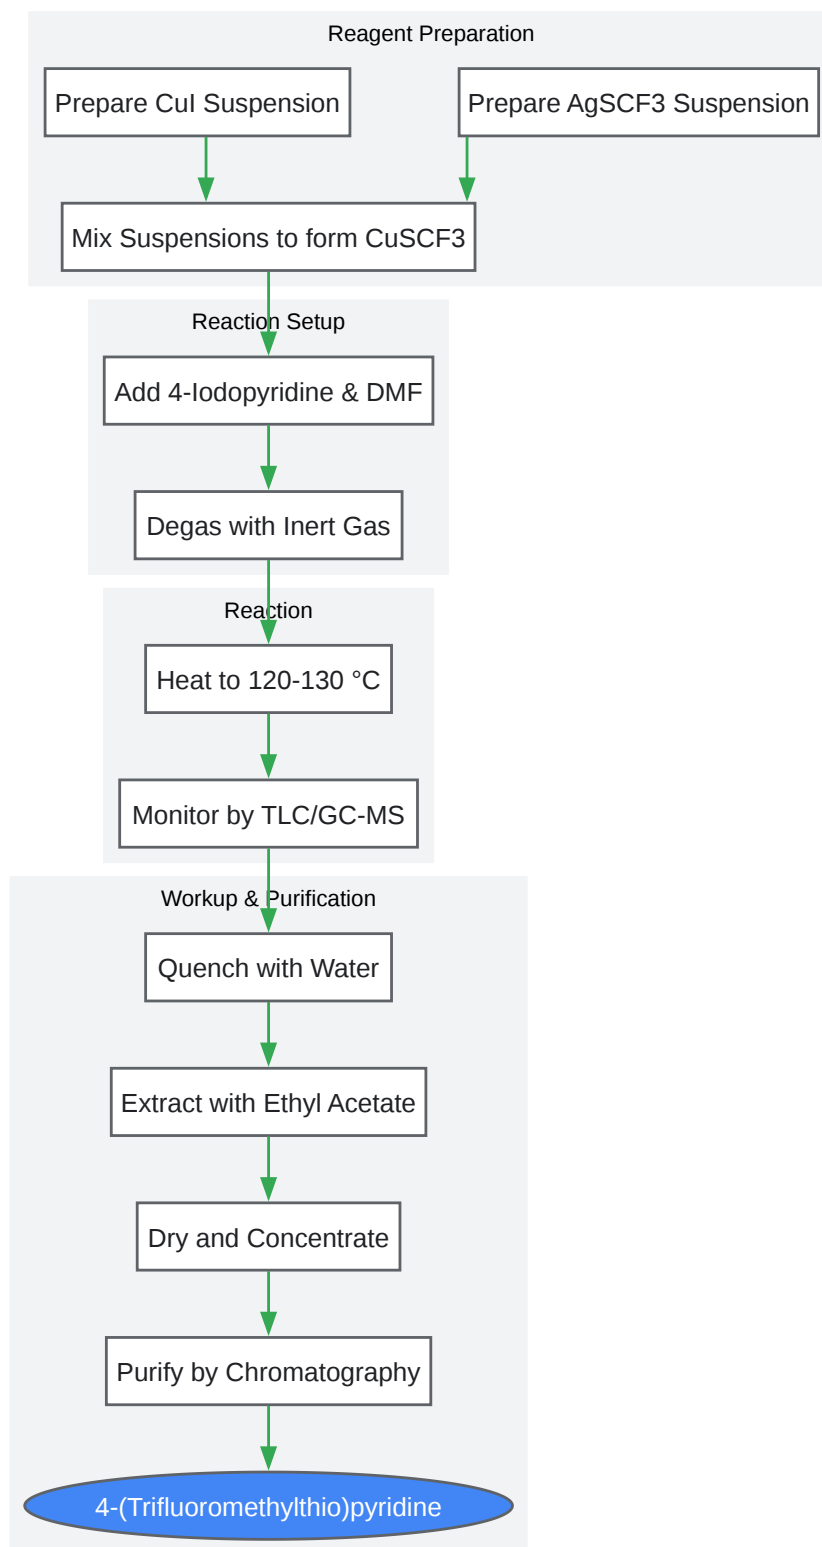 Reagent Preparation
Prepare CuI Suspension
Prepare AgSCF3 Suspension
Mix Suspensions to form CuSCF3
Reaction Setup
Add 4-Iodopyridine & DMF
Degas with Inert Gas
Reaction
Heat to 120-130 °C
Monitor by TLC/GC-MS
Workup & Purification
Quench with Water
Extract with Ethyl Acetate
Dry and Concentrate
Purify by Chromatography
4-(Trifluoromethylthio)pyridine